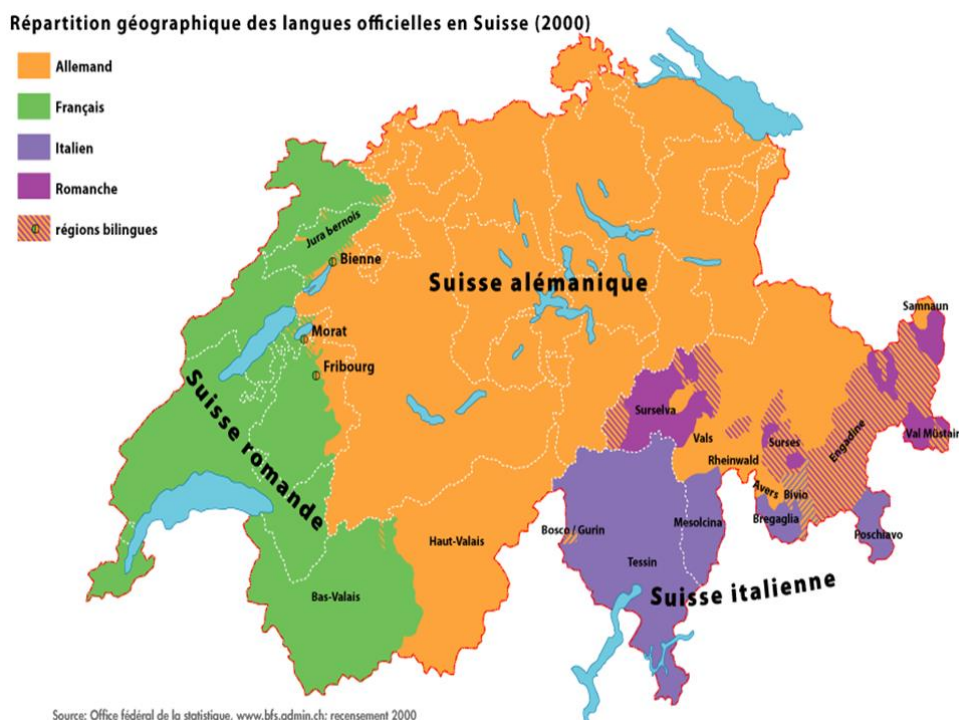 Répartition géographique des langues officielles en Suisse (2000)
Allemand
Français
Italien
Romanche
régions bilingues
Jura bernois
Bienne
Suisse alémanique
Samnaun
Morat
Fribourg
Suisse romande
Surselva
Vals
Surses
Engadine
Val Müstair
Rheinwald
Avers
Bivio
Bregaglia
Poschiavo
Haut-Valais
Bosco / Gurin
Mesolcina
Tessin
Bas-Valais
Suisse italienne
Source: Office fédéral de la statistique, www.bfs.admin.ch; recensement 2000